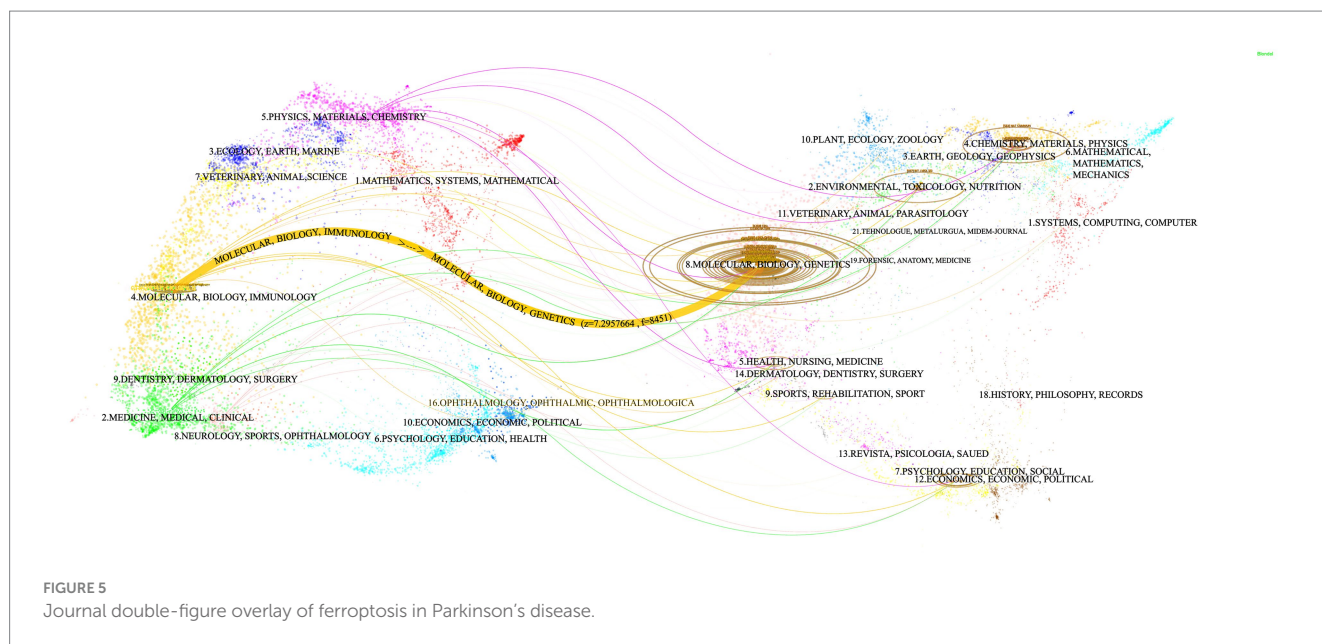 Blondel
5.PHYSICS, MATERIALS, CHEMISTRY
3.ECOLOGY, EARTH, MARINE
7.VETERINARY, ANIMAL,SCIENCE
1.MATHEMATICS, SYSTEMS, MATHEMATICAL
MOLECULAR, BIOLOGY, IMMUNOLOGY >---> MOLECULAR, BIOLOGY, GENETICS (z=7.2957664 , f=8451)
4.MOLECULAR, BIOLOGY, IMMUNOLOGY
9.DENTISTRY, DERMATOLOGY, SURGERY
2.MEDICINE, MEDICAL, CLINICAL
8.NEUROLOGY, SPORTS, OPHTHALMOLOGY
16.OPHTHALMOLOGY, OPHTHALMIC, OPHTHALMOLOGICA
10.ECONOMICS, ECONOMIC, POLITICAL
6.PSYCHOLOGY, EDUCATION, HEALTH
10.PLANT, ECOLOGY, ZOOLOGY
4.CHEMISTRY, MATERIALS, PHYSICS
3.EARTH, GEOLOGY, GEOPHYSICS
6.MATHEMATICAL,
MATHEMATICS,
MECHANICS
2.ENVIRONMENTAL, TOXICOLOGY, NUTRITION
11.VETERINARY, ANIMAL, PARASITOLOGY
1.SYSTEMS, COMPUTING, COMPUTER
21.TEHNOLOGUE, METALURGUA, MIDEM-JOURNAL
8.MOLECULAR, BIOLOGY, GENETICS
19.FORENSIC, ANATOMY, MEDICINE
5.HEALTH, NURSING, MEDICINE
14.DERMATOLOGY, DENTISTRY, SURGERY
9.SPORTS, REHABILITATION, SPORT
18.HISTORY, PHILOSOPHY, RECORDS
13.REVISTA, PSICOLOGIA, SAUED
7.PSYCHOLOGY, EDUCATION, SOCIAL
12.ECONOMICS, ECONOMIC, POLITICAL
FIGURE 5
Journal double-figure overlay of ferroptosis in Parkinson's disease.